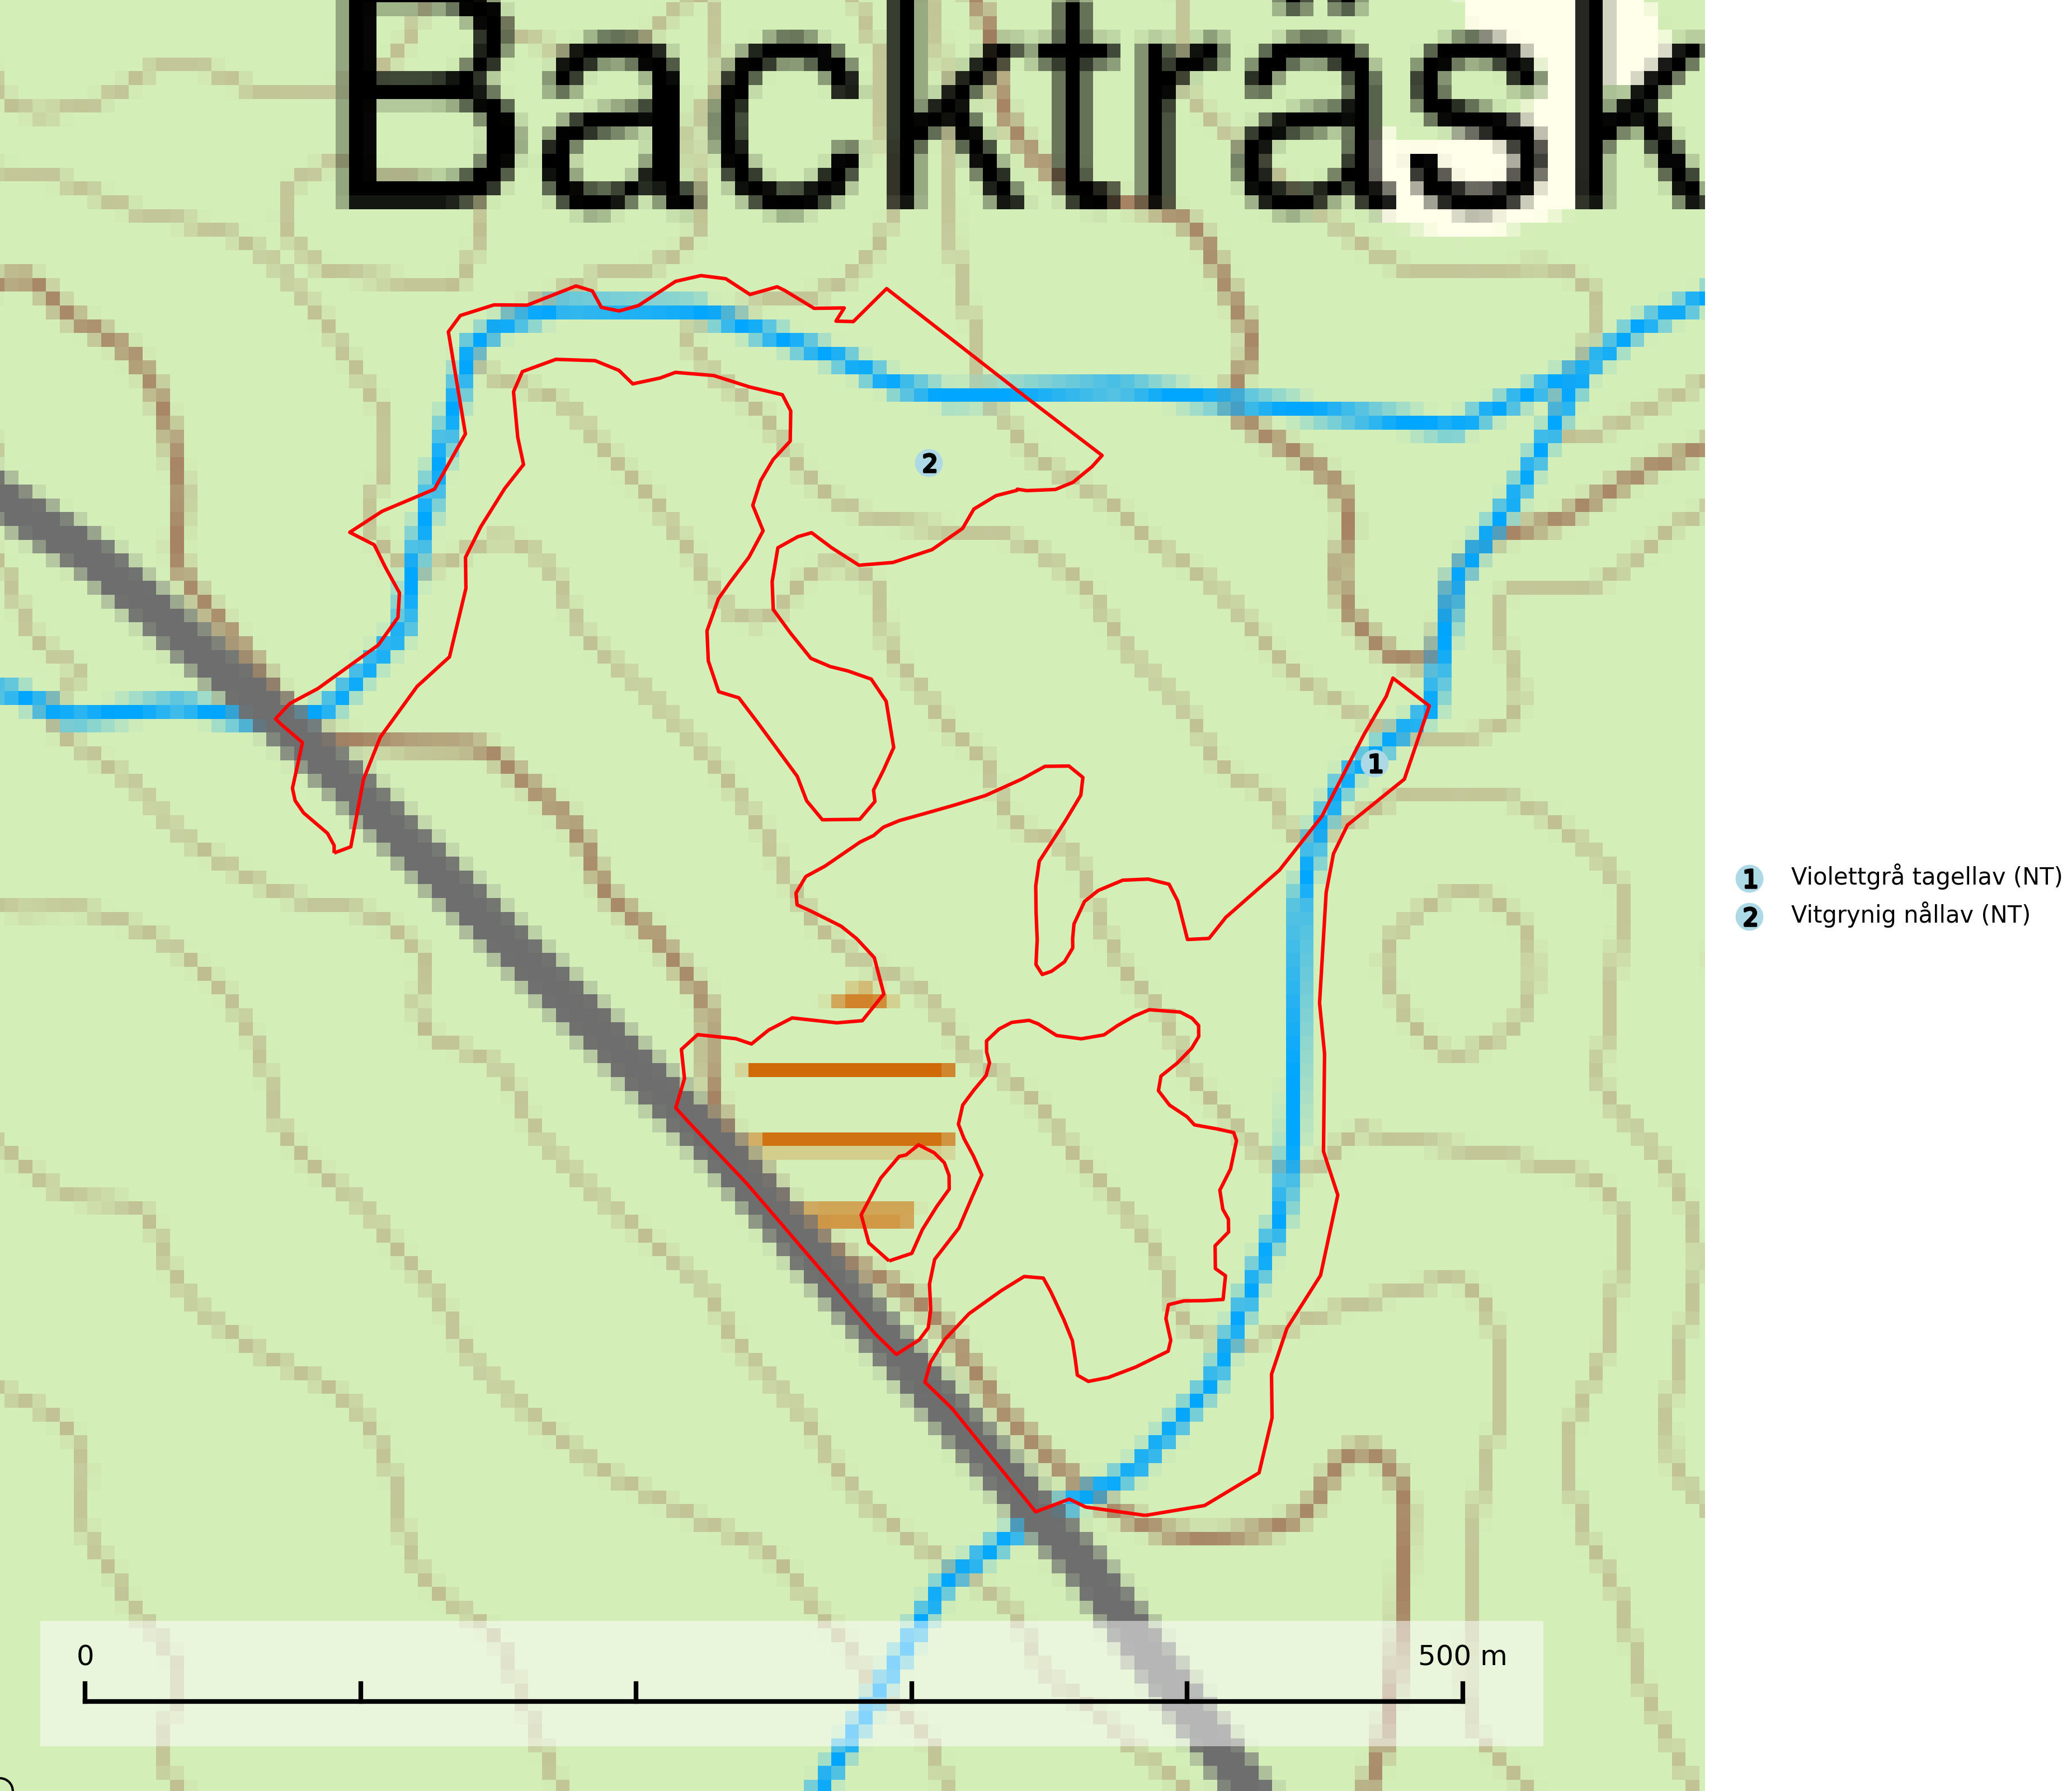 Backträsk
2
1
1 Violettgrå tagellav (NT)
2 Vitgrynig nållav (NT)
0 500 m